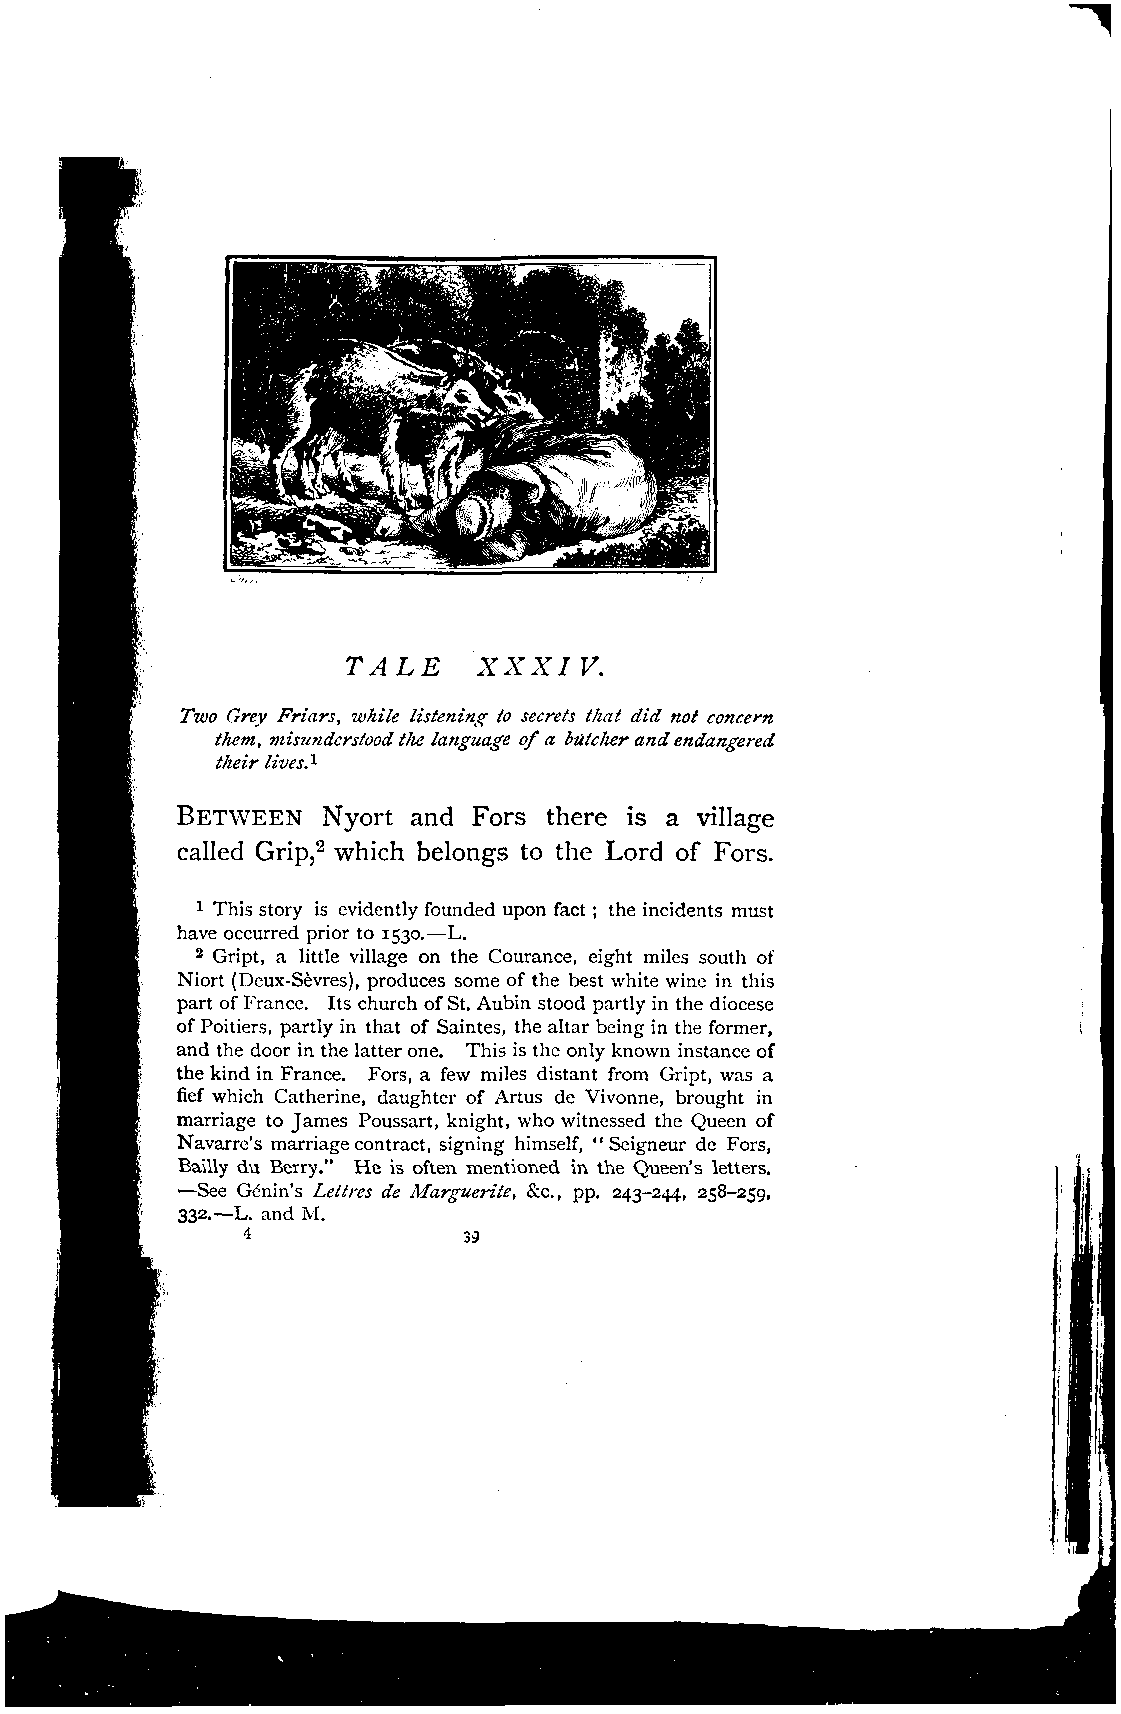 TALE XXXIV.
Two Grey Friars, while listening to secrets that did not concern
them, misunderstood the language of a butcher and endangered
their lives.1
BETWEEN Nyort and Fors there is a village
called Grip,2 which belongs to the Lord of Fors.
1 This story is evidently founded upon fact ; the incidents must
have occurred prior to 1530.—L.
2 Gript, a little village on the Courance, eight miles south of
Niort (Deux-Sèvres), produces some of the best white wine in this
part of France. Its church of St. Aubin stood partly in the diocese
of Poitiers, partly in that of Saintes, the altar being in the former,
and the door in the latter one. This is the only known instance of
the kind in France. Fors, a few miles distant from Gript, was a
fief which Catherine, daughter of Artus de Vivonne, brought in
marriage to James Poussart, knight, who witnessed the Queen of
Navarre's marriage contract, signing himself, "Seigneur de Fors,
Bailly du Berry." He is often mentioned in the Queen's letters.
—See Génin's Lettres de Marguerite, &c., pp. 243–244, 258–259,
332.—L. and M.
4 39